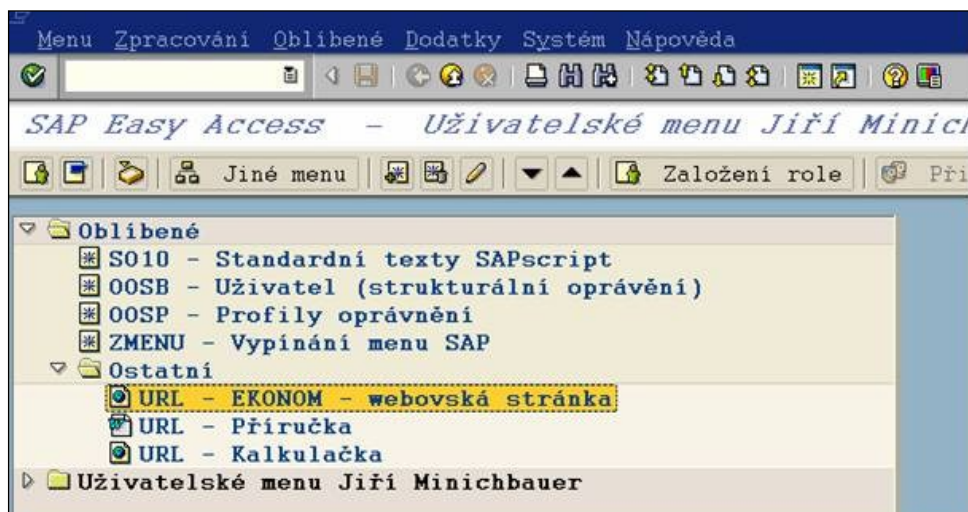 Menu Zpracování Oblíbené Dodatky Systém Nápověda
SAP Easy Access - Uživatelské menu Jiří
Jiné menu Založení role
Oblíbené
SO10 - Standardní texty SAPscript
OOSB - Uživatel (strukturální oprávění)
OOSP - Profily oprávnění
ZMENU - Vypínání menu SAP
Ostatní
URL - EKONOM - webovská stránka
URL - Příručka
URL - Kalkulačka
Uživatelské menu Jiří Minichbauer